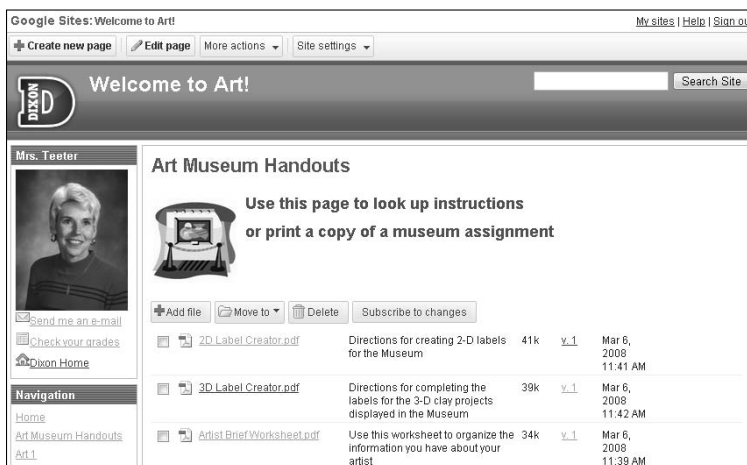 Google Sites: Welcome to Art!
My sites | Help | Sign ou
Create new page Edit page More actions Site settings
DIXON D
Welcome to Art!
Search Site
Mrs. Teeter
Send me an e-mail
Check your grades
Dixon Home
Navigation
Home
Art Museum Handouts
Art 1
Art Museum Handouts
Use this page to look up instructions
or print a copy of a museum assignment
Add file Move to Delete Subscribe to changes
2D Label Creator.pdf Directions for creating 2-D labels 41k v. 1 Mar 6,
for the Museum 2008
11:41 AM
3D Label Creator.pdf Directions for completing the 39k v. 1 Mar 6,
labels for the 3-D clay projects 2008
displayed in the Museum 11:42 AM
Artist Brief Worksheet.pdf Use this worksheet to organize the 34k v. 1 Mar 6,
information you have about your 2008
artist 11:39 AM